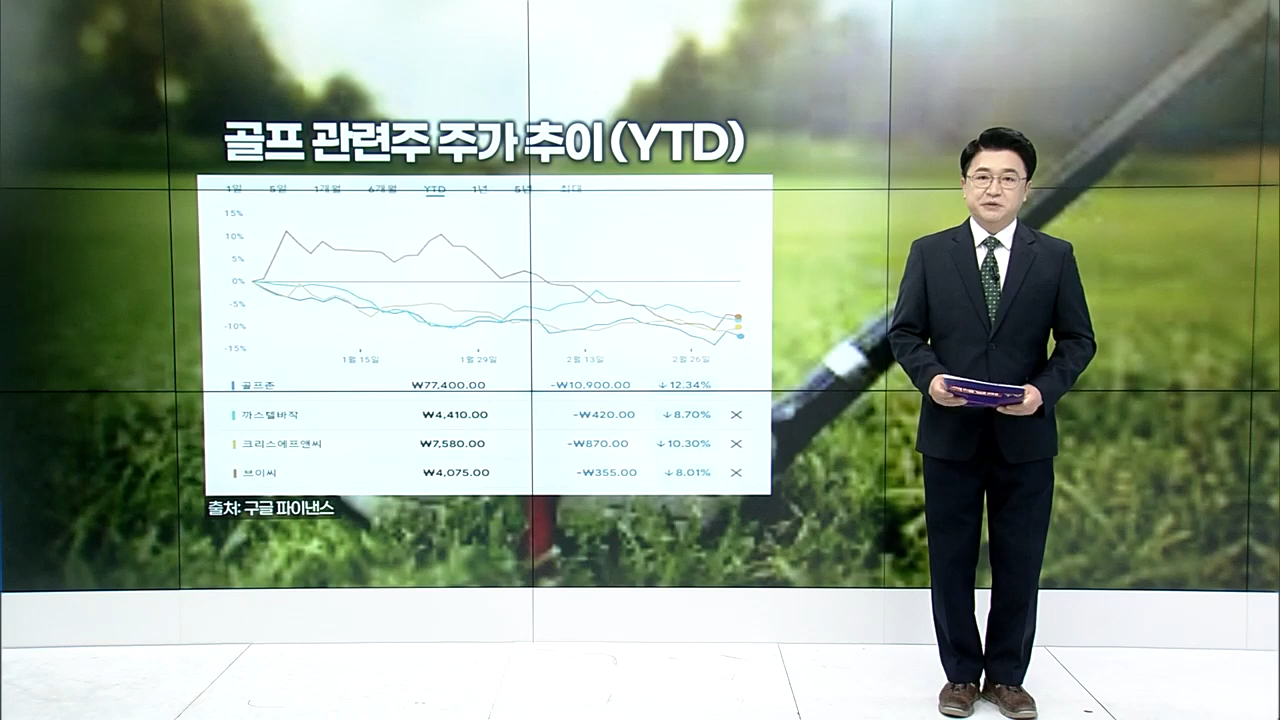 골프 관련주 주가 추이(YTD)
1일 5일 1개월 6개월 YTD 1년 5년 최대
15%
10%
5%
0%
-5%
-10%
-15%
1월 15일 1월 29일 2월 13일 2월 26일
골프존 ₩77,400.00 -₩10,900.00 ↓12.34%
까스텔바작 ₩4,410.00 -₩420.00 ↓8.70%
크리스에프앤씨 ₩7,580.00 -₩870.00 ↓10.30%
브이씨 ₩4,075.00 -₩355.00 ↓8.01%
출처: 구글 파이낸스